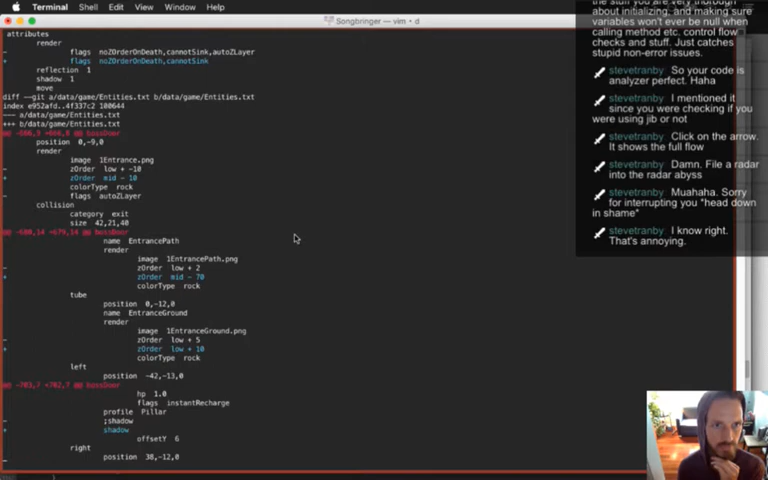 Terminal Shell Edit View Window Help
Songbringer — vim • d
attributes
render
- flags noZOrderOnDeath,cannotSink,autoZLayer
+ flags noZOrderOnDeath,cannotSink
reflection 1
shadow 1
move
diff --git a/data/game/Entities.txt b/data/game/Entities.txt
index e952afd..4f337c2 100644
--- a/data/game/Entities.txt
+++ b/data/game/Entities.txt
position 0,-9,0
render
image 1Entrance.png
- zOrder low + -10
+ zOrder mid - 10
colorType rock
- flags autoZLayer
collision
category exit
size 42,21,40
@@ -680,14 +679,14 @@ bossDoor
name EntrancePath
render
image 1EntrancePath.png
- zOrder low + 2
+ zOrder mid - 70
colorType rock
tube
position 0,-12,0
name EntranceGround
render
image 1EntranceGround.png
- zOrder low + 5
+ zOrder low + 10
colorType rock
left
position -42,-13,0
@@ -703,7 +702,7 @@ bossDoor
hp 1.0
flags instantRecharge
profile Pillar
- ;shadow
+ shadow
offsetY 6
right
position 38,-12,0
the stuff you are very thorough
about initializing, and making sure
variables won't ever be null when
calling method etc. control flow
checks and stuff. Just catches
stupid non-error issues.
stevetranby So your code is
analyzer perfect. Haha
stevetranby I mentioned it
since you were checking if you
were using jib or not
stevetranby Click on the arrow.
It shows the full flow
stevetranby Damn. File a radar
into the radar abyss
stevetranby Muahaha. Sorry
for interrupting you *head down
in shame*
stevetranby I know right.
That's annoying.